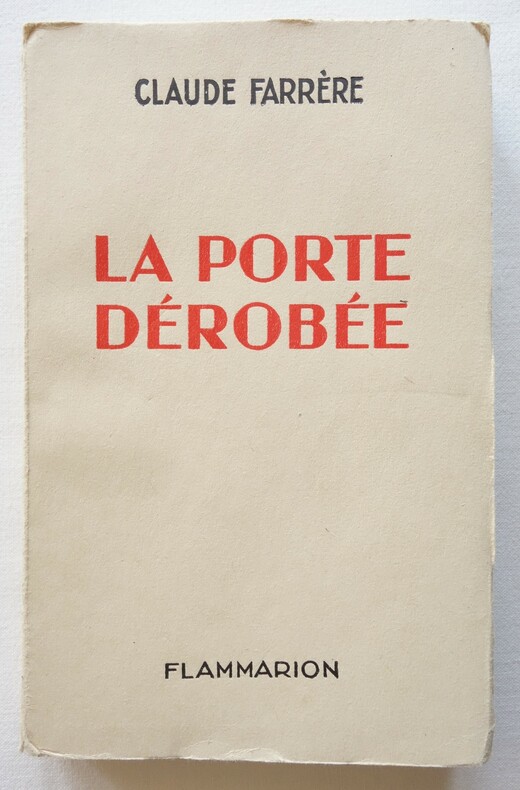 CLAUDE FARRÈRE
LA PORTE
DÉROBÉE
FLAMMARION